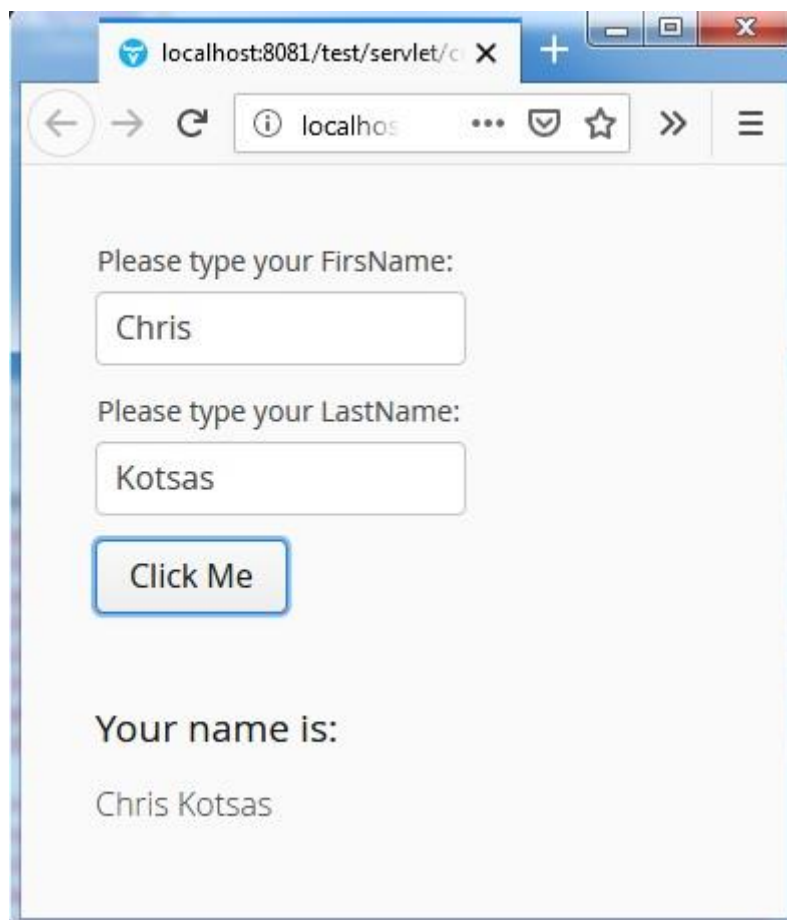 localhost:8081/test/servlet/c
localhos
Please type your FirsName:
Chris
Please type your LastName:
Kotsas
Click Me
Your name is:
Chris Kotsas